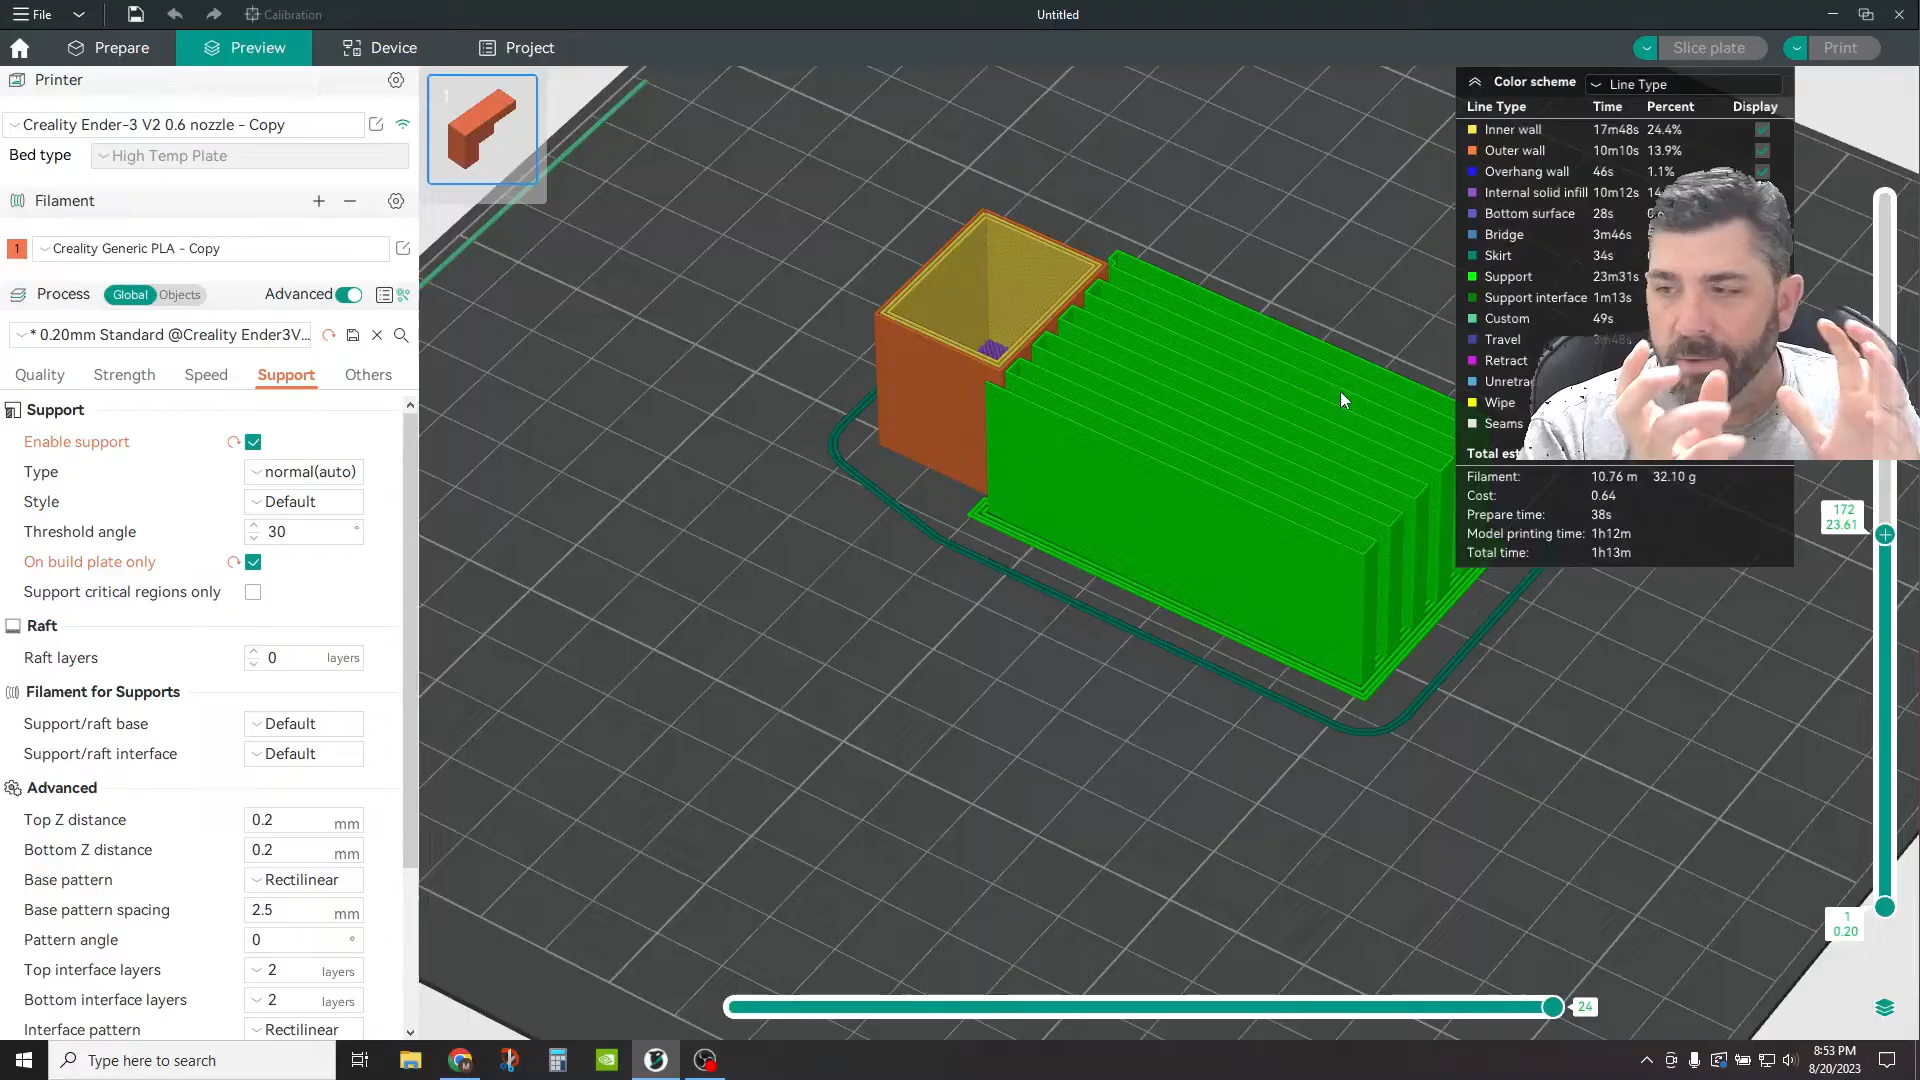 File
Calibration
Untitled
Prepare
Preview
Device
Project
Slice plate
Print
Printer
Creality Ender-3 V2 0.6 nozzle - Copy
Bed type
High Temp Plate
Filament
1
Creality Generic PLA - Copy
Process
Global
Objects
Advanced
* 0.20mm Standard @Creality Ender3V...
Quality
Strength
Speed
Support
Others
Support
Enable support
Type
normal(auto)
Style
Default
Threshold angle
30 °
On build plate only
Support critical regions only
Raft
Raft layers
0 layers
Filament for Supports
Support/raft base
Default
Support/raft interface
Default
Advanced
Top Z distance
0.2 mm
Bottom Z distance
0.2 mm
Base pattern
Rectilinear
Base pattern spacing
2.5 mm
Pattern angle
0 °
Top interface layers
2 layers
Bottom interface layers
2 layers
Interface pattern
Rectilinear
1
Color scheme
Line Type
Line Type Time Percent Display
Inner wall 17m48s 24.4%
Outer wall 10m10s 13.9%
Overhang wall 46s 1.1%
Internal solid infill 10m12s
Bottom surface 28s
Bridge 3m46s
Skirt 34s
Support 23m31s
Support interface 1m13s
Custom 49s
Travel 3m48s
Retract
Wipe
Seams
Filament: 10.76 m 32.10 g
Cost: 0.64
Prepare time: 38s
Model printing time: 1h12m
Total time: 1h13m
172
23.61
1
0.20
24
Type here to search
8:53 PM
8/20/2023